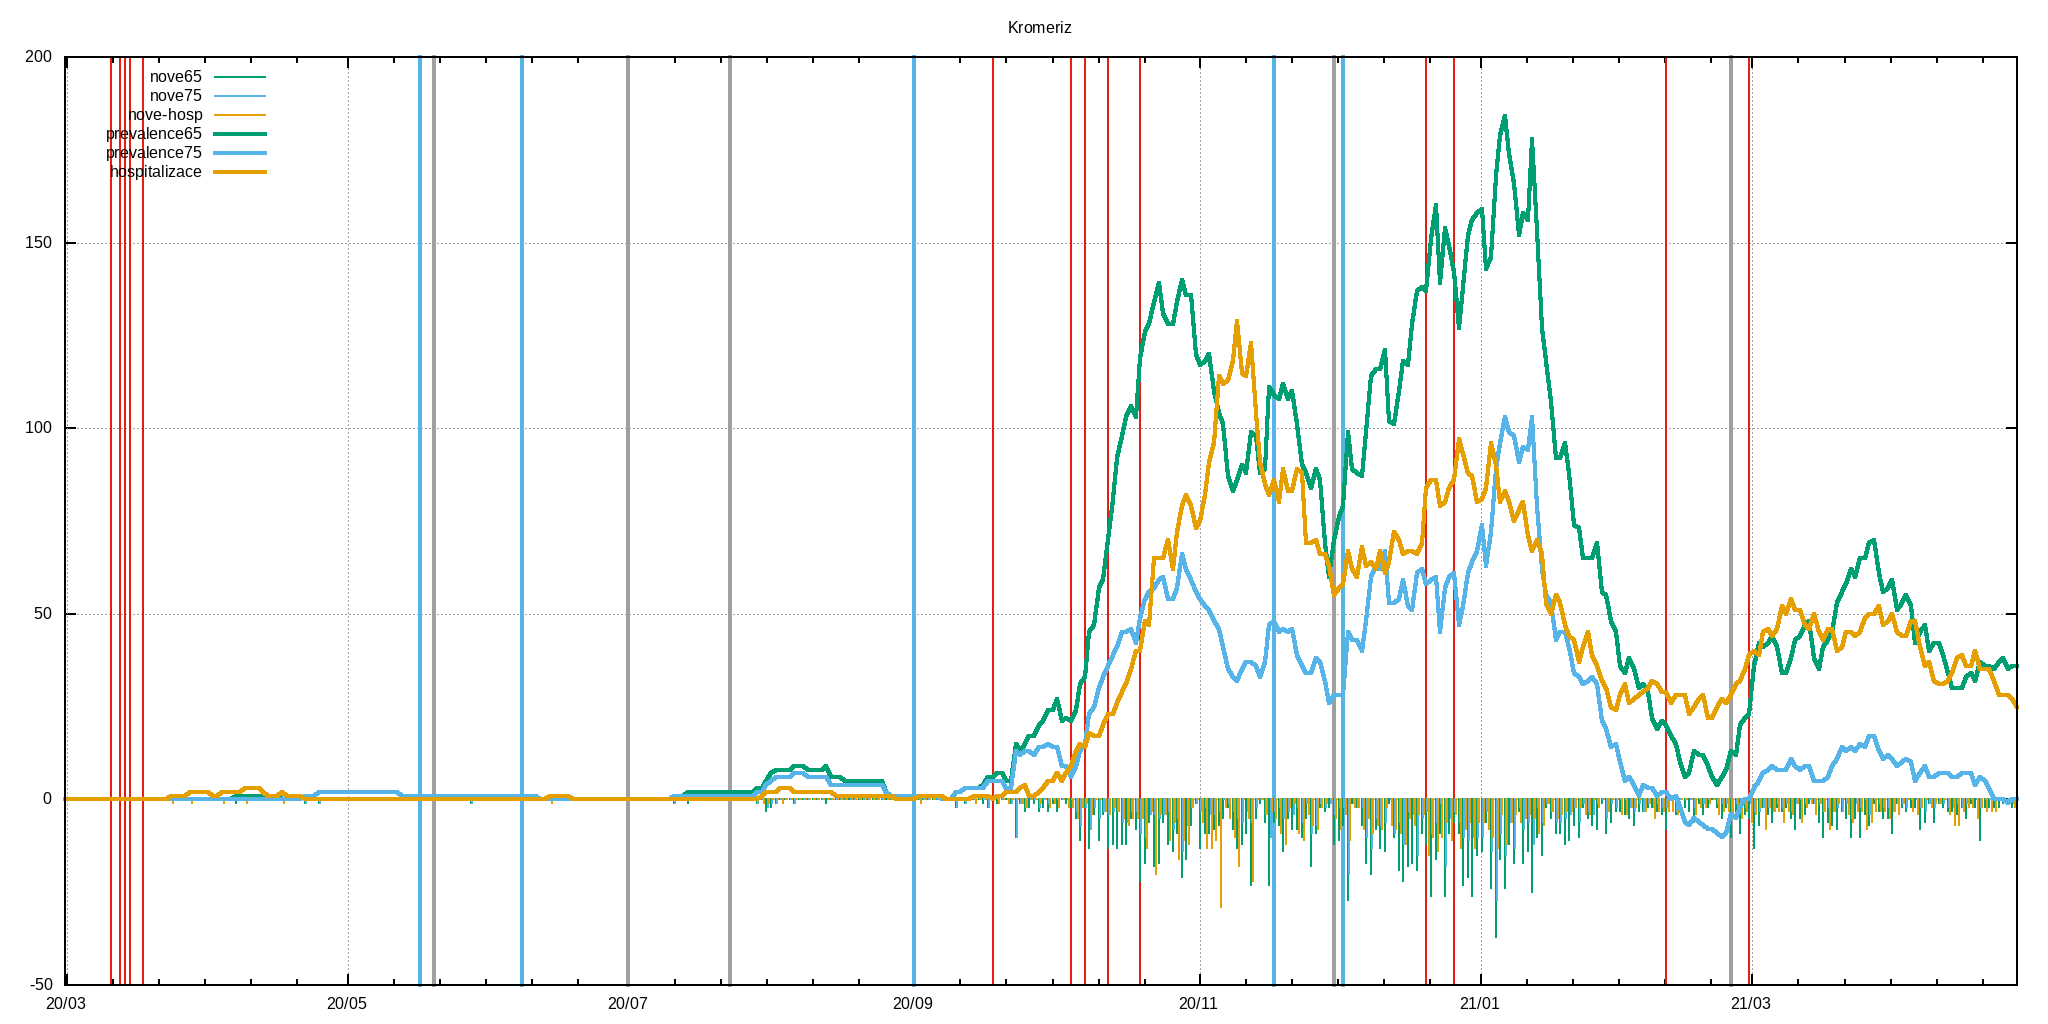 Kromeriz
200
nove65
nove75
nove-hosp
prevalence65
prevalence75
hospitalizace
150
100
50
0
-50
20/03 20/05 20/07 20/09 20/11 21/01 21/03